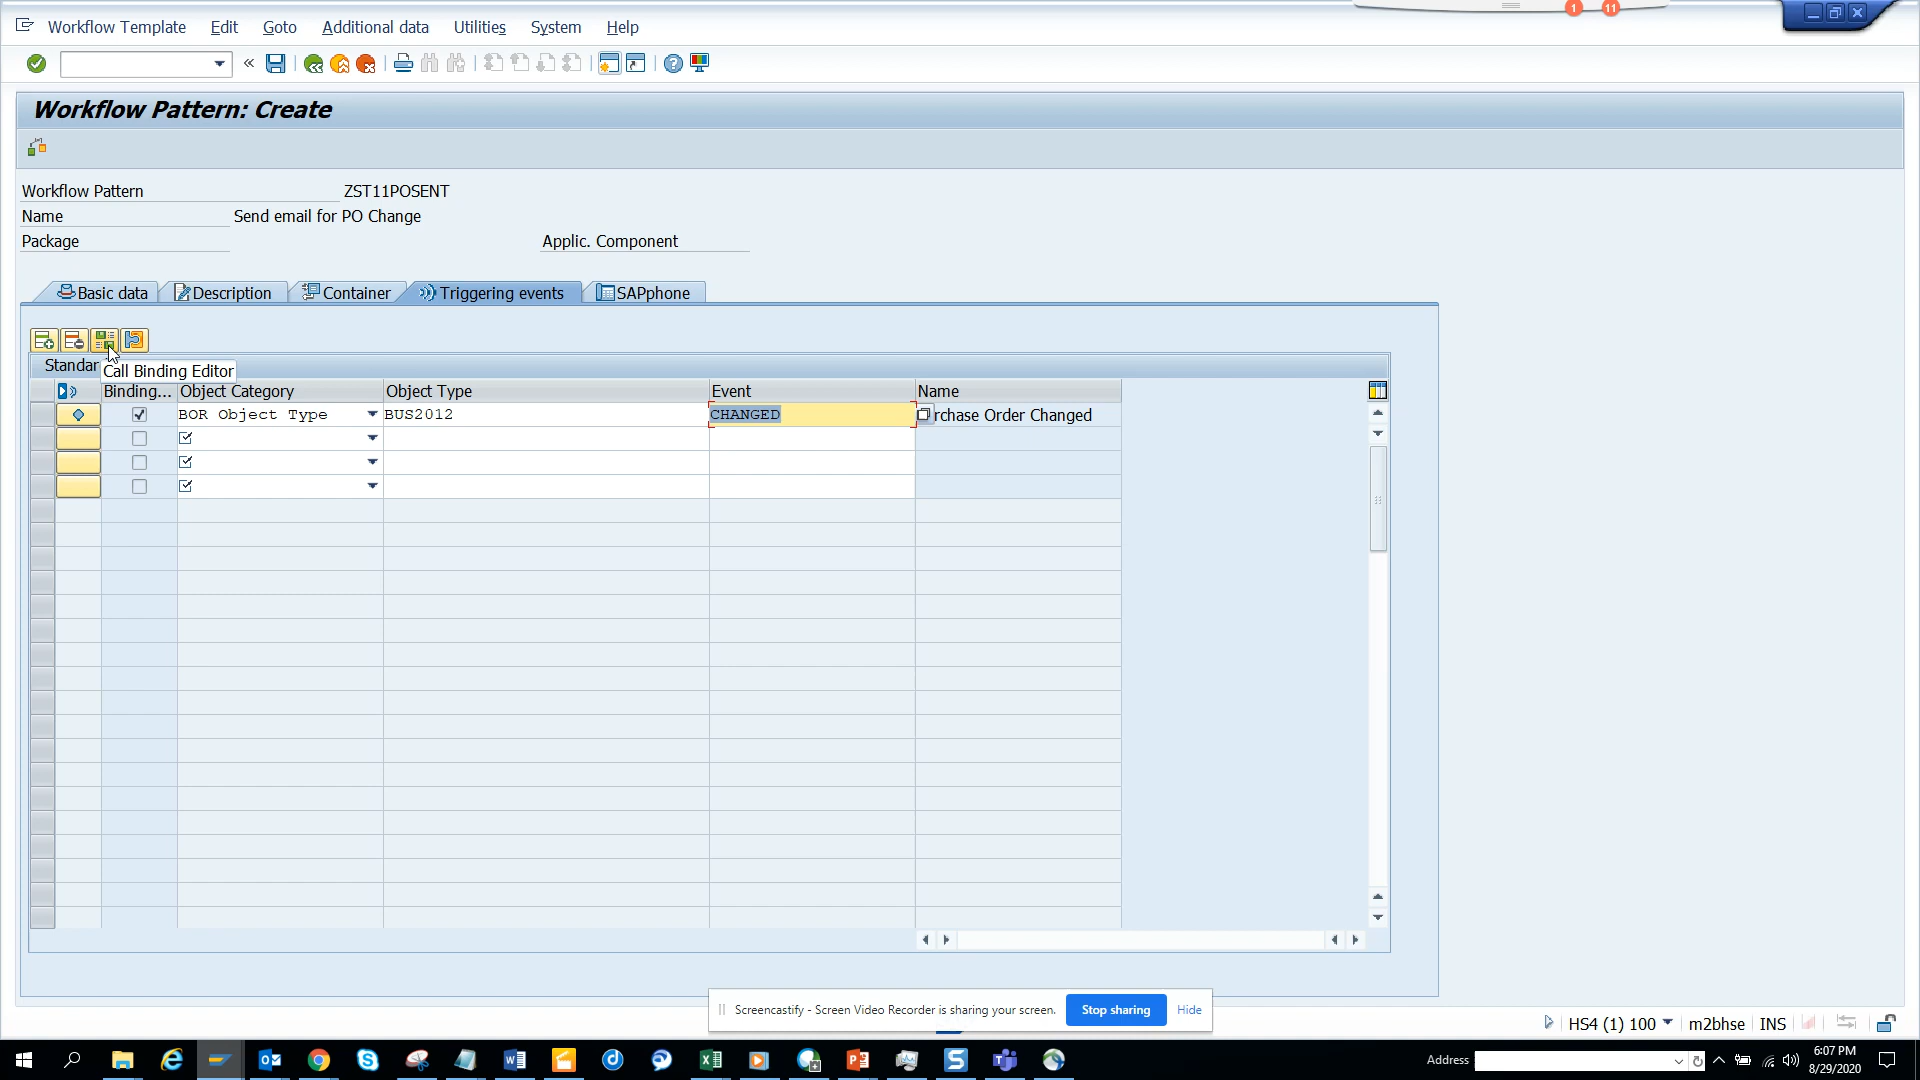 1 11
Workflow Template Edit Goto Additional data Utilities System Help
Workflow Pattern: Create
Workflow Pattern ZST11POSENT
Name Send email for PO Change
Package Applic. Component
Basic data Description Container Triggering events SAPphone
Standar
Call Binding Editor
Binding... Object Category Object Type Event Name
BOR Object Type BUS2012 CHANGED rchase Order Changed
Screencastify - Screen Video Recorder is sharing your screen. Stop sharing Hide
HS4 (1) 100 m2bhse INS
Address 6:07 PM
8/29/2020